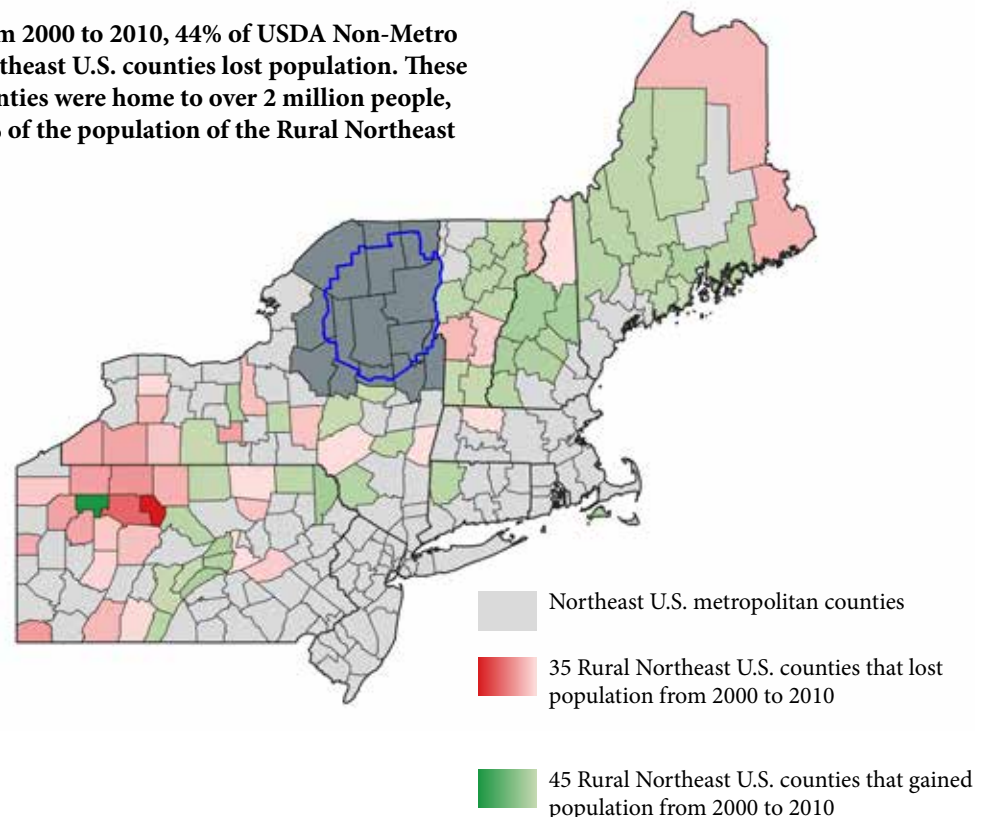 m 2000 to 2010, 44% of USDA Non-Metro
theast U.S. counties lost population. These
nties were home to over 2 million people,
of the population of the Rural Northeast
Northeast U.S. metropolitan counties
35 Rural Northeast U.S. counties that lost
population from 2000 to 2010
45 Rural Northeast U.S. counties that gained
population from 2000 to 2010